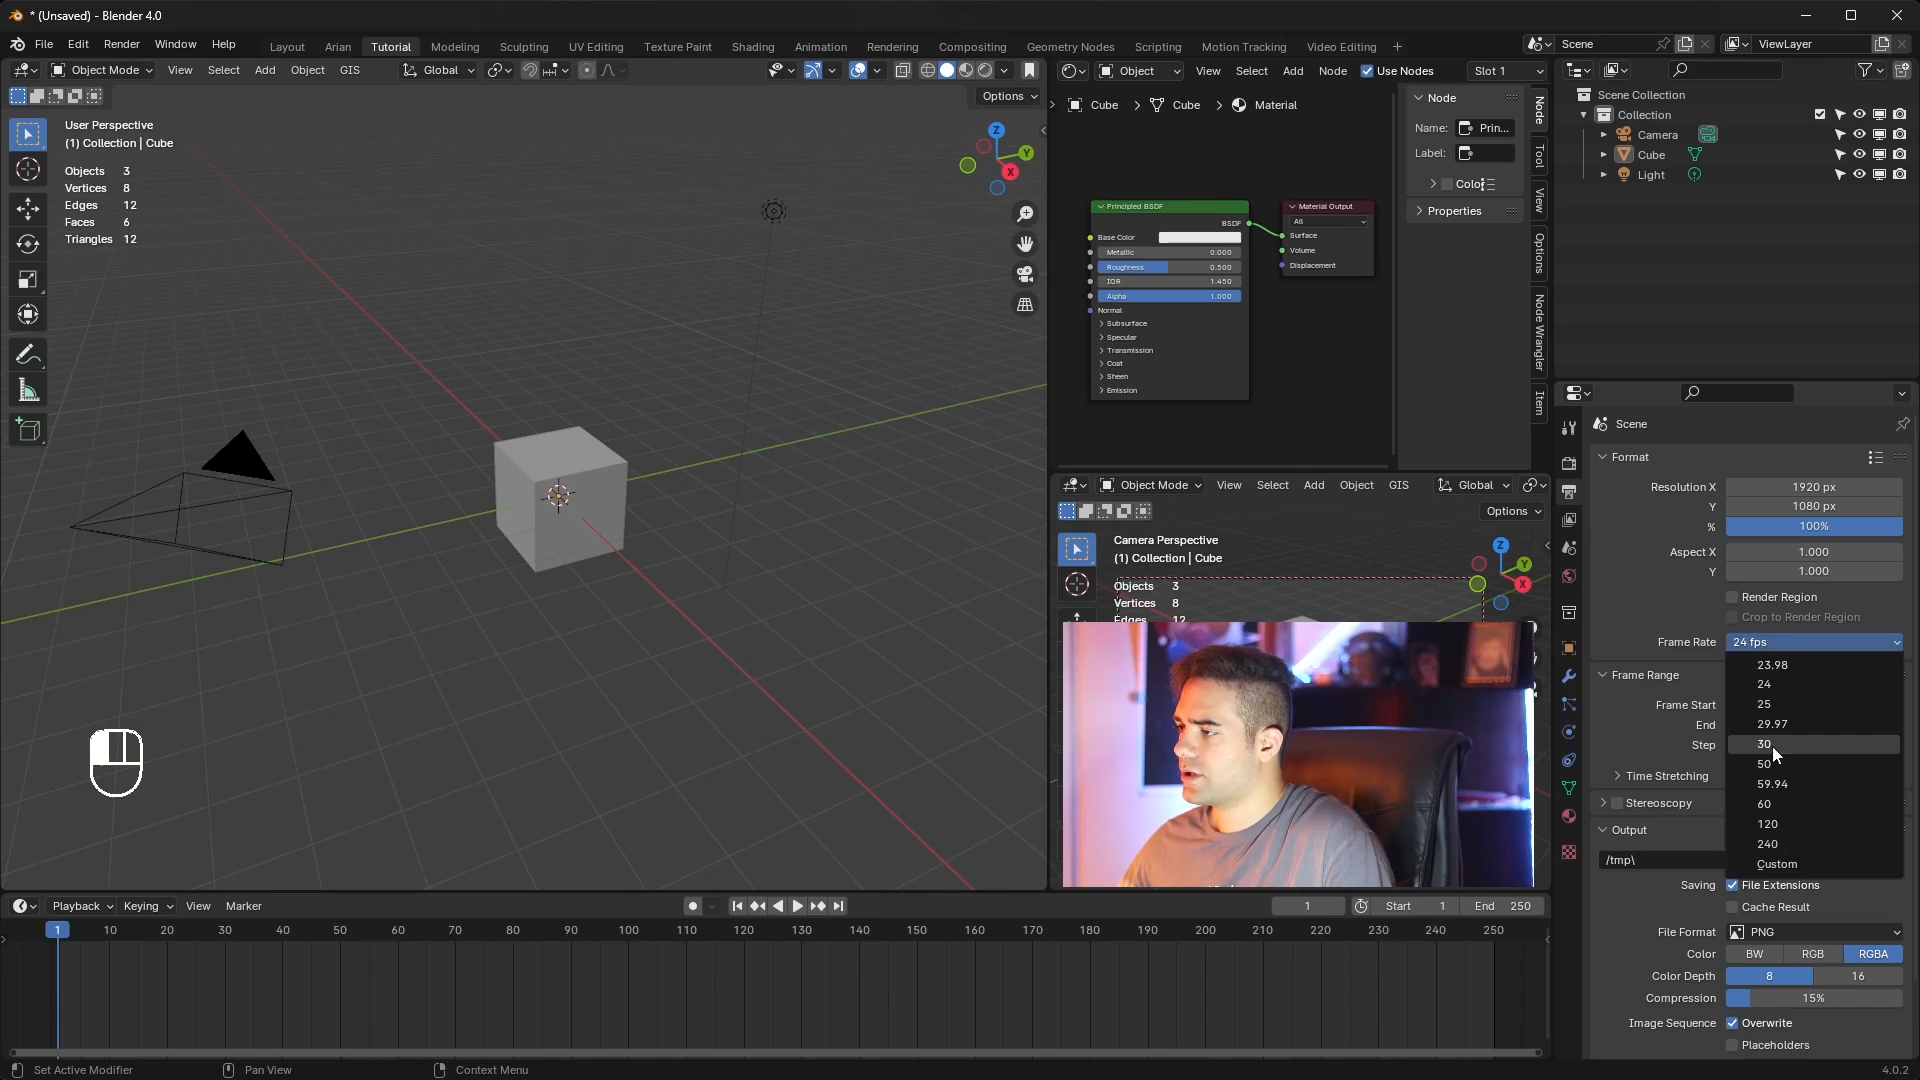 * (Unsaved) - Blender 4.0
File Edit Render Window Help
Layout Arian Tutorial Modeling Sculpting UV Editing Texture Paint Shading Animation Rendering Compositing Geometry Nodes Scripting Motion Tracking Video Editing +
Scene
ViewLayer
Object Mode View Select Add Object GIS Global
Options
User Perspective
(1) Collection | Cube
Objects 3
Vertices 8
Edges 12
Faces 6
Triangles 12
Z
Y
X
Object View Select Add Node Use Nodes Slot 1
Cube > Cube > Material
Node
Name: Prin...
Label:
Color
Properties
Node
Tool
View
Options
Node Wrangler
Item
Principled BSDF
BSDF
Base Color
Metallic 0.000
Roughness 0.500
IOR 1.450
Alpha 1.000
Normal
Subsurface
Specular
Transmission
Coat
Sheen
Emission
Material Output
All
Surface
Volume
Displacement
Object Mode View Select Add Object GIS Global
Options
Camera Perspective
(1) Collection | Cube
Objects 3
Vertices 8
Edges 12
Z
Y
X
Scene Collection
Collection
Camera
Cube
Light
Scene
Format
Resolution X 1920 px
Y 1080 px
% 100%
Aspect X 1.000
Y 1.000
Render Region
Crop to Render Region
Frame Rate 24 fps
23.98
24
25
29.97
30
50
59.94
60
120
240
Custom
Frame Range
Frame Start
End
Step
Time Stretching
Stereoscopy
Output
/tmp\
Saving File Extensions
Cache Result
File Format PNG
Color BW RGB RGBA
Color Depth 8 16
Compression 15%
Image Sequence Overwrite
Placeholders
Playback Keying View Marker
1 Start 1 End 250
1 10 20 30 40 50 60 70 80 90 100 110 120 130 140 150 160 170 180 190 200 210 220 230 240 250
Set Active Modifier Pan View Context Menu
4.0.2